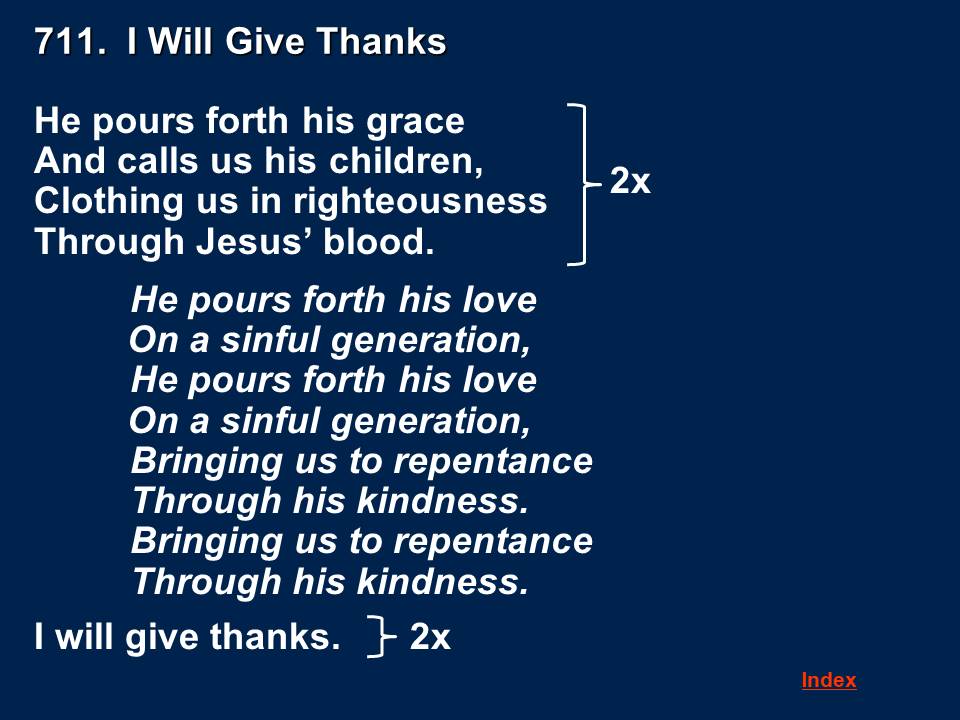 711.  I Will Give Thanks
He pours forth his grace
And calls us his children,
Clothing us in righteousness
Through Jesus’ blood.
2x
He pours forth his love
On a sinful generation,
He pours forth his love
On a sinful generation,
Bringing us to repentance
Through his kindness.
Bringing us to repentance
Through his kindness.
I will give thanks.
2x
Index